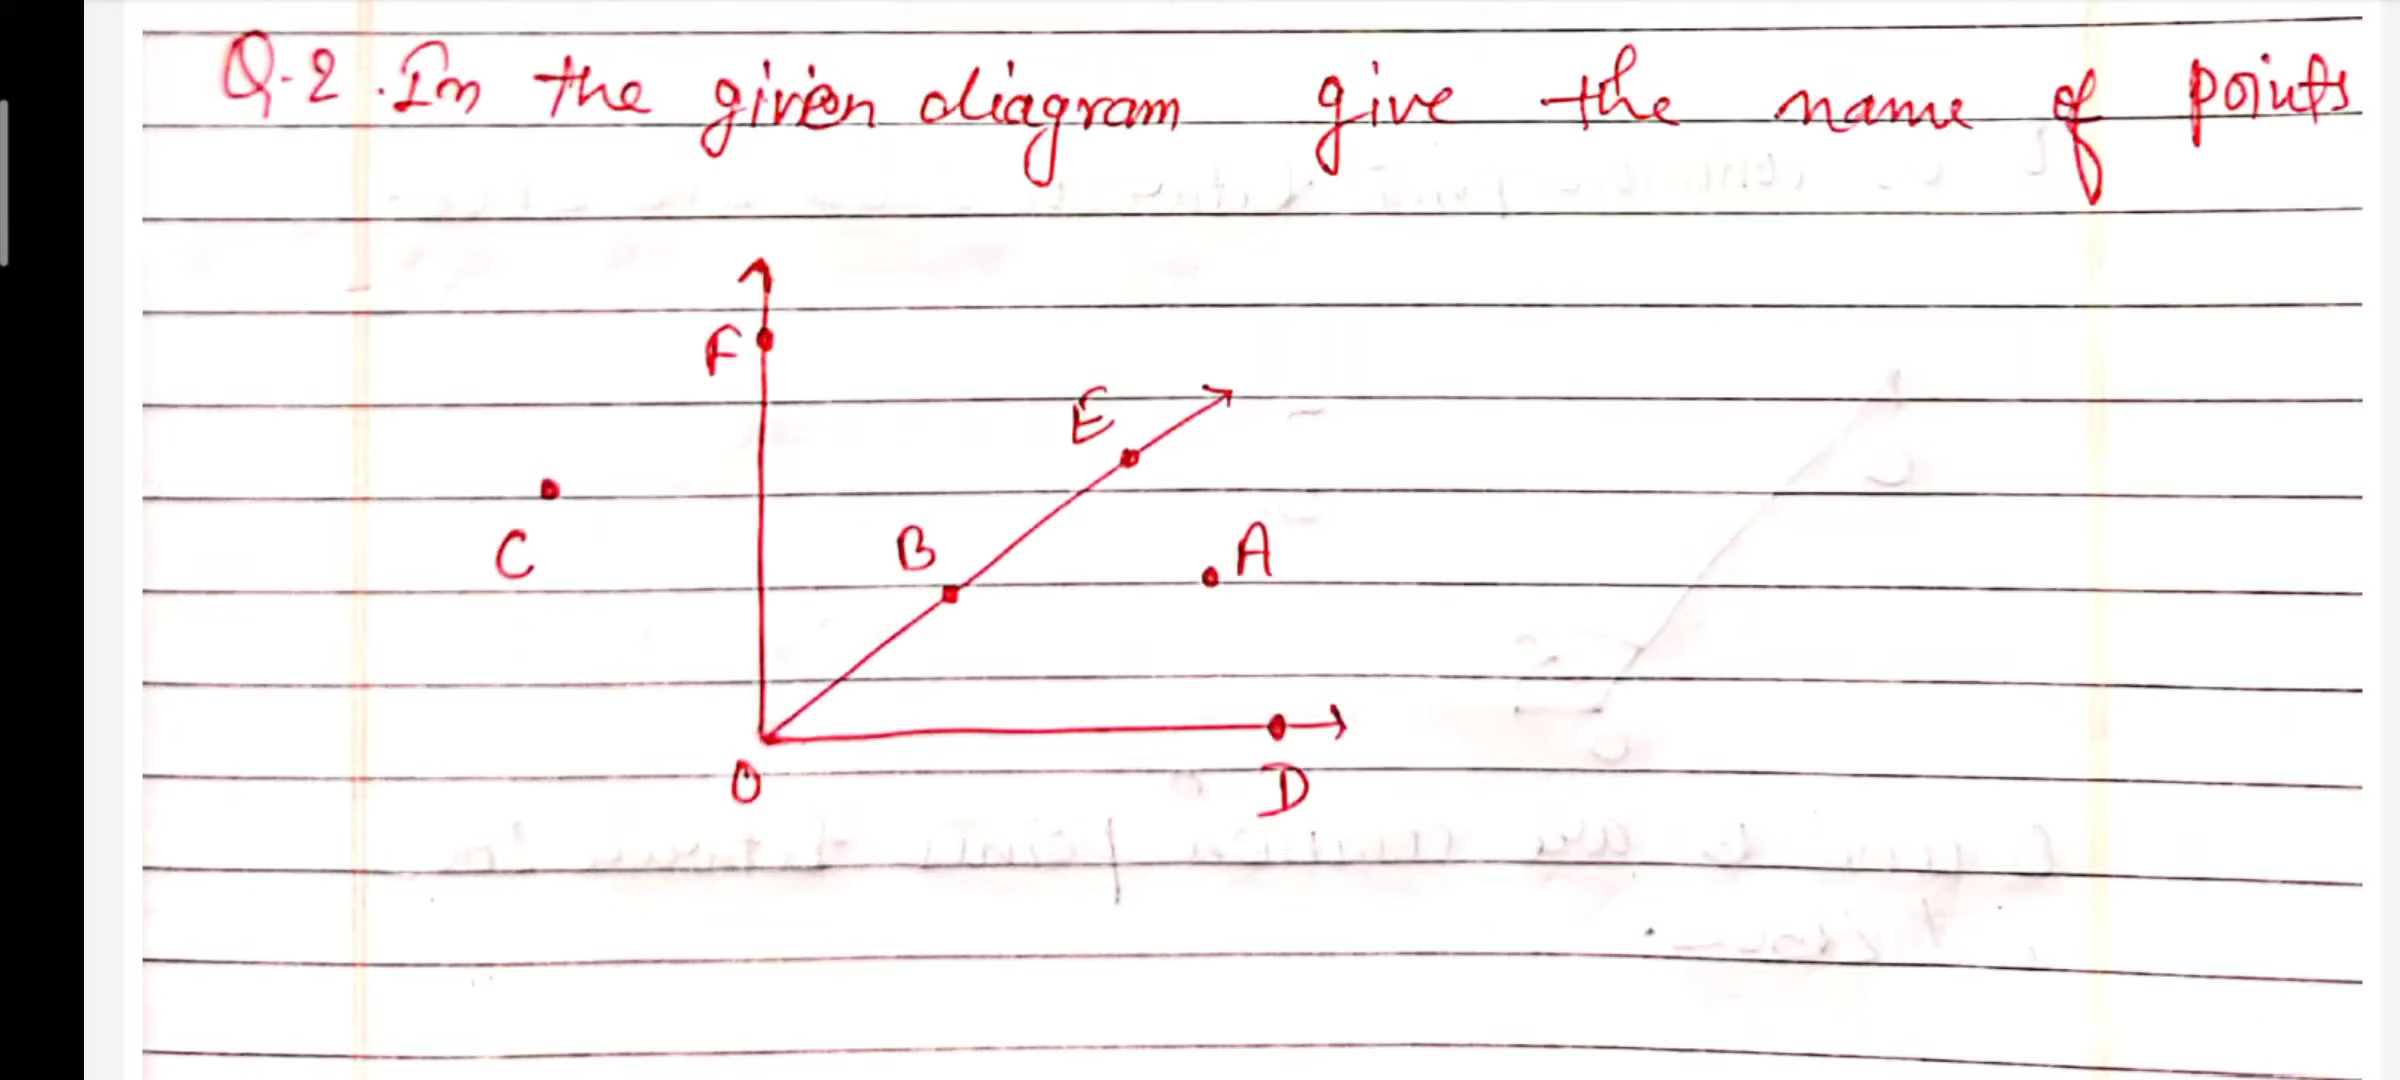 Q-2. In the given diagram give the name of points
F
E
C
B
A
O
D